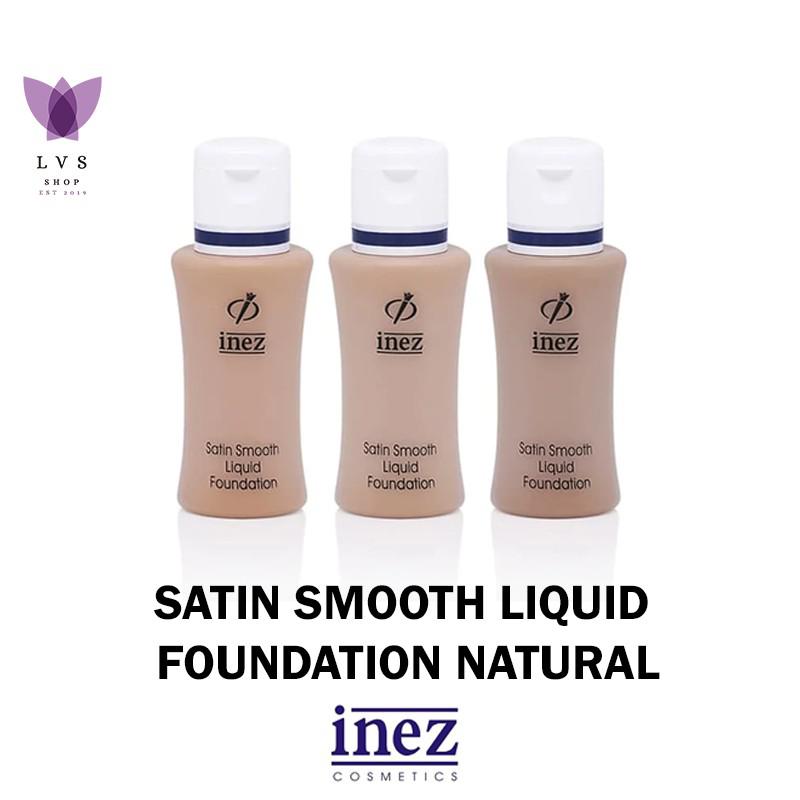 L V S
SHOP
EST 2019
inez
Satin Smooth
Liquid
Foundation
inez
Satin Smooth
Liquid
Foundation
inez
Satin Smooth
Liquid
Foundation
SATIN SMOOTH LIQUID
FOUNDATION NATURAL
inez
COSMETICS